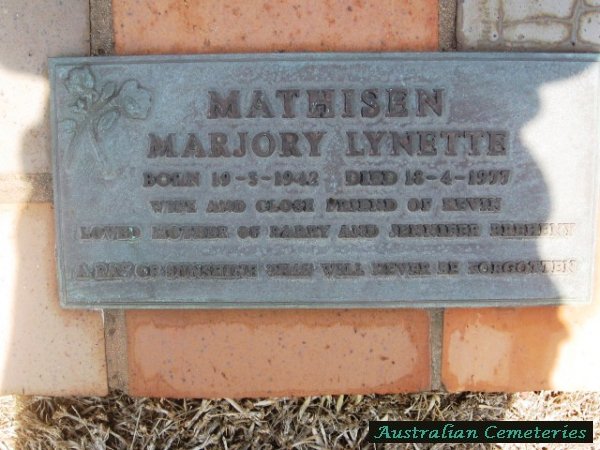 MATHISEN
MARJORY LYNETTE
BORN 19-3-1942 DIED 18-4-1977
WIFE AND CLOSE FRIEND OF KEVIN
LOVED MOTHER OF BARRY AND JENNIFER
A RAY OF SUNSHINE THAT WILL NEVER BE FORGOTTEN
Australian Cemeteries